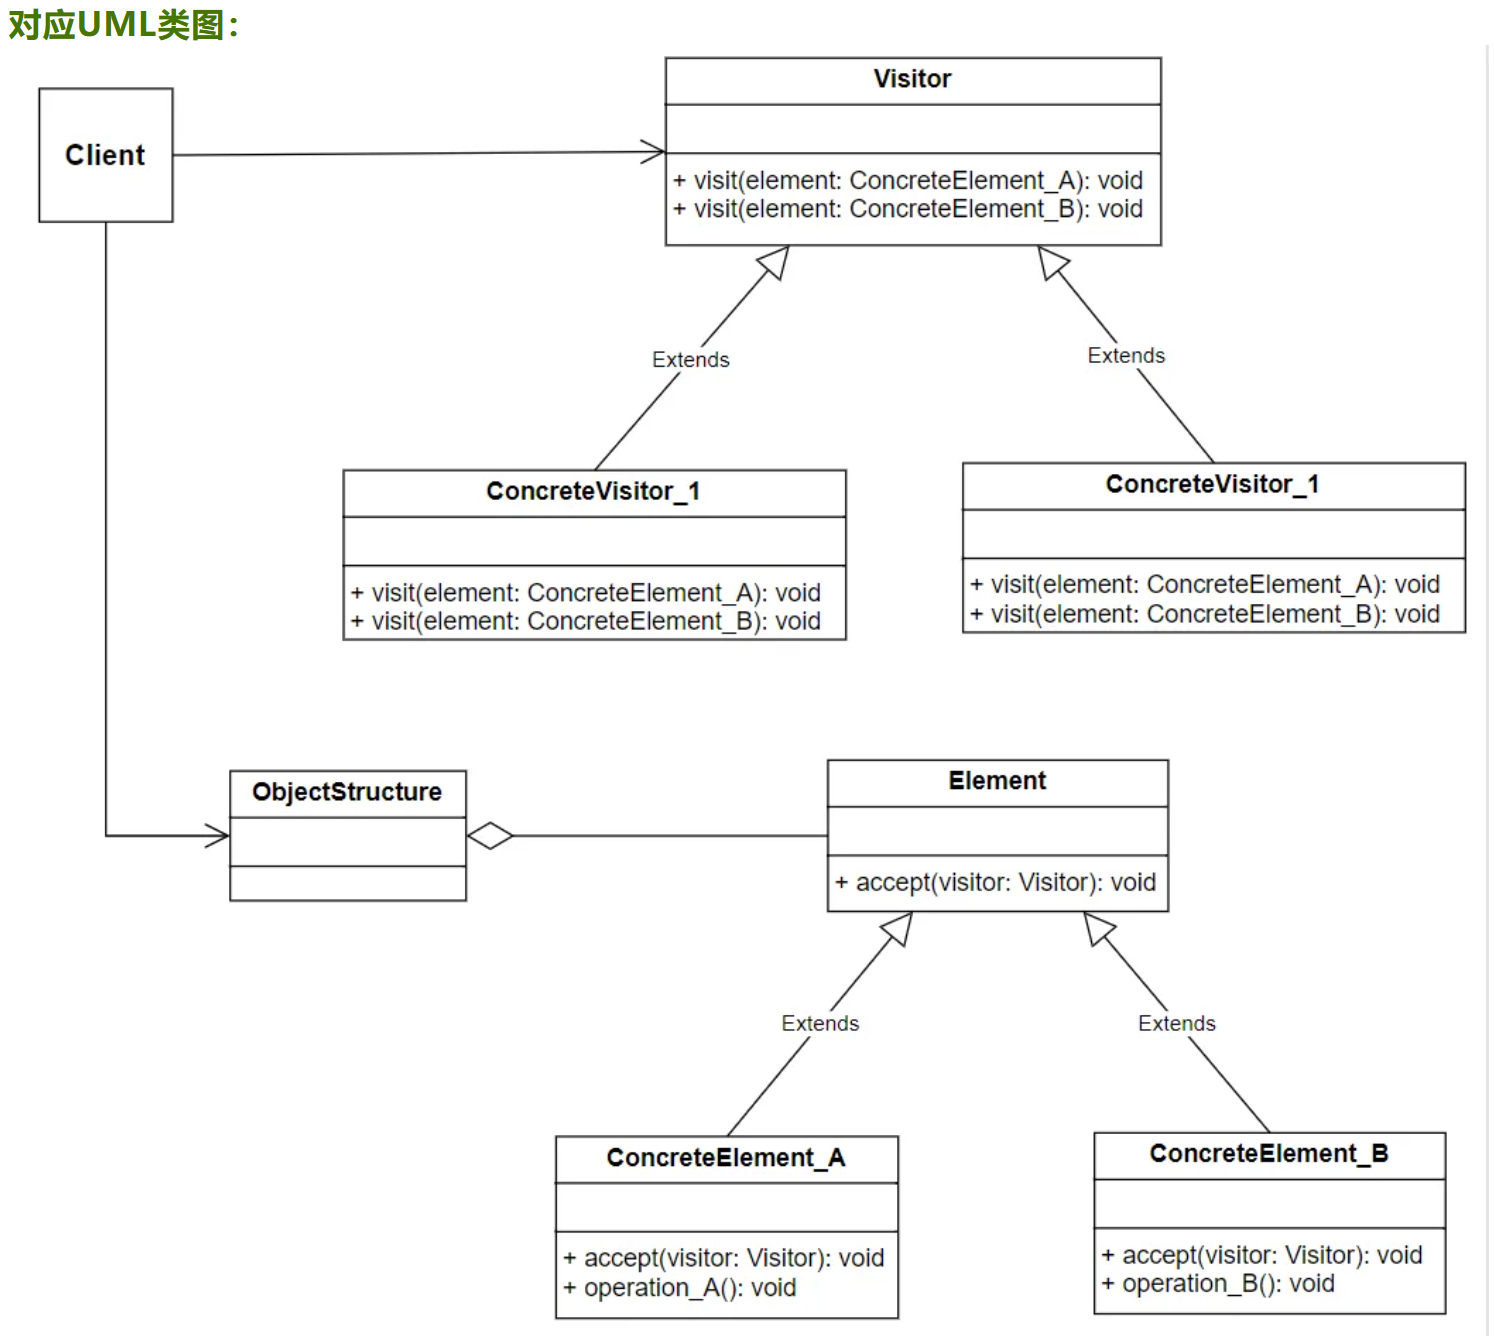 对应UML类图：
Client
Visitor
+ visit(element: ConcreteElement_A): void
+ visit(element: ConcreteElement_B): void
Extends
Extends
ConcreteVisitor_1
+ visit(element: ConcreteElement_A): void
+ visit(element: ConcreteElement_B): void
ConcreteVisitor_1
+ visit(element: ConcreteElement_A): void
+ visit(element: ConcreteElement_B): void
ObjectStructure
Element
+ accept(visitor: Visitor): void
Extends
Extends
ConcreteElement_A
+ accept(visitor: Visitor): void
+ operation_A(): void
ConcreteElement_B
+ accept(visitor: Visitor): void
+ operation_B(): void